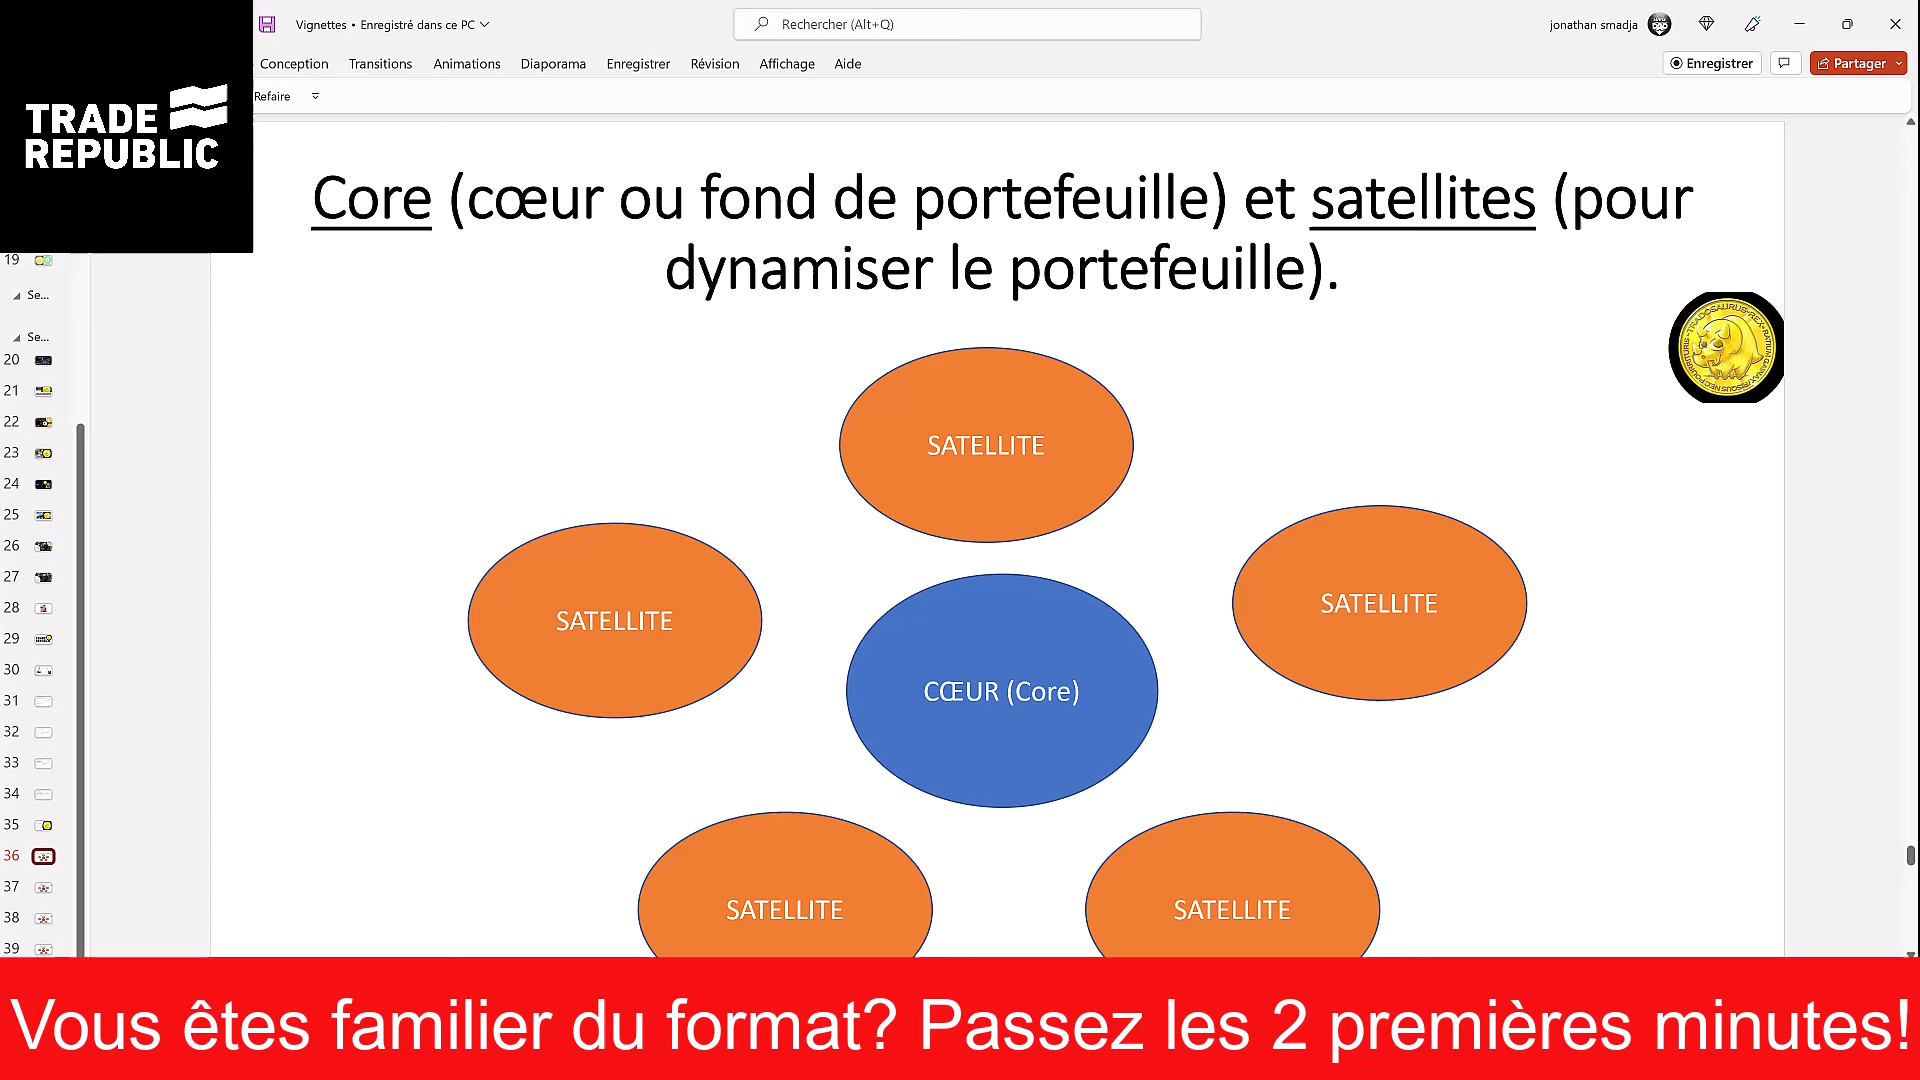 Vignettes • Enregistré dans ce PC
Rechercher (Alt+Q)
jonathan smadja
Conception Transitions Animations Diaporama Enregistrer Révision Affichage Aide
Enregistrer
Partager
Refaire
TRADE
REPUBLIC
Core (cœur ou fond de portefeuille) et satellites (pour
dynamiser le portefeuille).
19
Se...
Se...
20
21
22
23
24
25
26
27
28
29
30
31
32
33
34
35
36
37
38
39
SATELLITE
SATELLITE
SATELLITE
CŒUR (Core)
SATELLITE
SATELLITE
Vous êtes familier du format? Passez les 2 premières minutes!